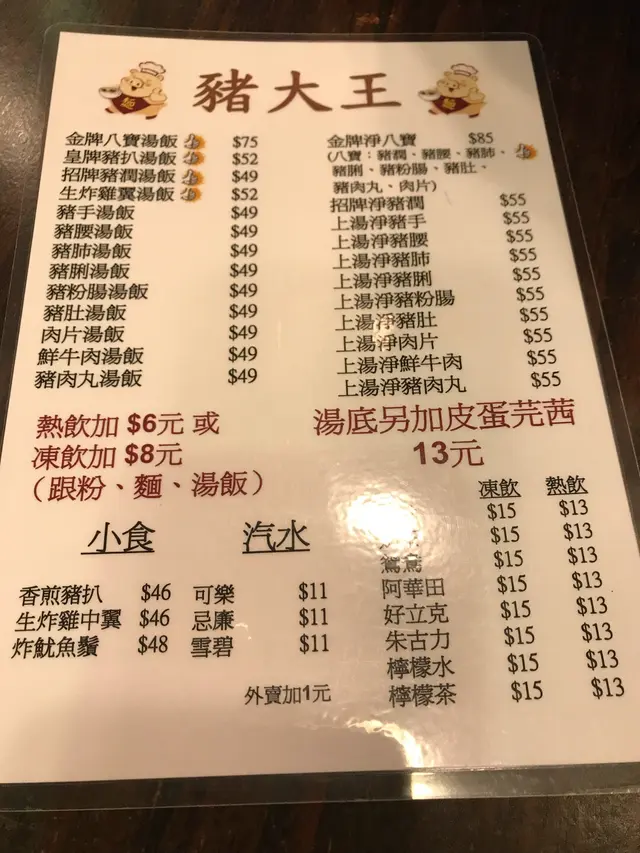 豬大王
金牌八寶湯飯 $75
皇牌豬扒湯飯 $52
招牌豬潤湯飯 $49
生炸雞翼湯飯 $52
豬手湯飯 $49
豬腰湯飯 $49
豬肺湯飯 $49
豬脷湯飯 $49
豬粉腸湯飯 $49
豬肚湯飯 $49
肉片湯飯 $49
鮮牛肉湯飯 $49
豬肉丸湯飯 $49
金牌淨八寶 $85
(八寶：豬潤、豬腰、豬肺、
豬脷、豬粉腸、豬肚、
豬肉丸、肉片)
招牌淨豬潤 $55
上湯淨豬手 $55
上湯淨豬腰 $55
上湯淨豬肺 $55
上湯淨豬脷 $55
上湯淨豬粉腸 $55
上湯淨豬肚 $55
上湯淨肉片 $55
上湯淨鮮牛肉 $55
上湯淨豬肉丸 $55
熱飲加 $6元 或
凍飲加 $8元
（跟粉、麵、湯飯）
湯底另加皮蛋芫茜
13元
小食
香煎豬扒 $46
生炸雞中翼 $46
炸魷魚鬚 $48
汽水
可樂 $11
忌廉 $11
雪碧 $11
外賣加1元
凍飲 熱飲
$15 $13
$15 $13
鴛鴦 $15 $13
阿華田 $15 $13
好立克 $15 $13
朱古力 $15 $13
檸檬水 $15 $13
檸檬茶 $15 $13